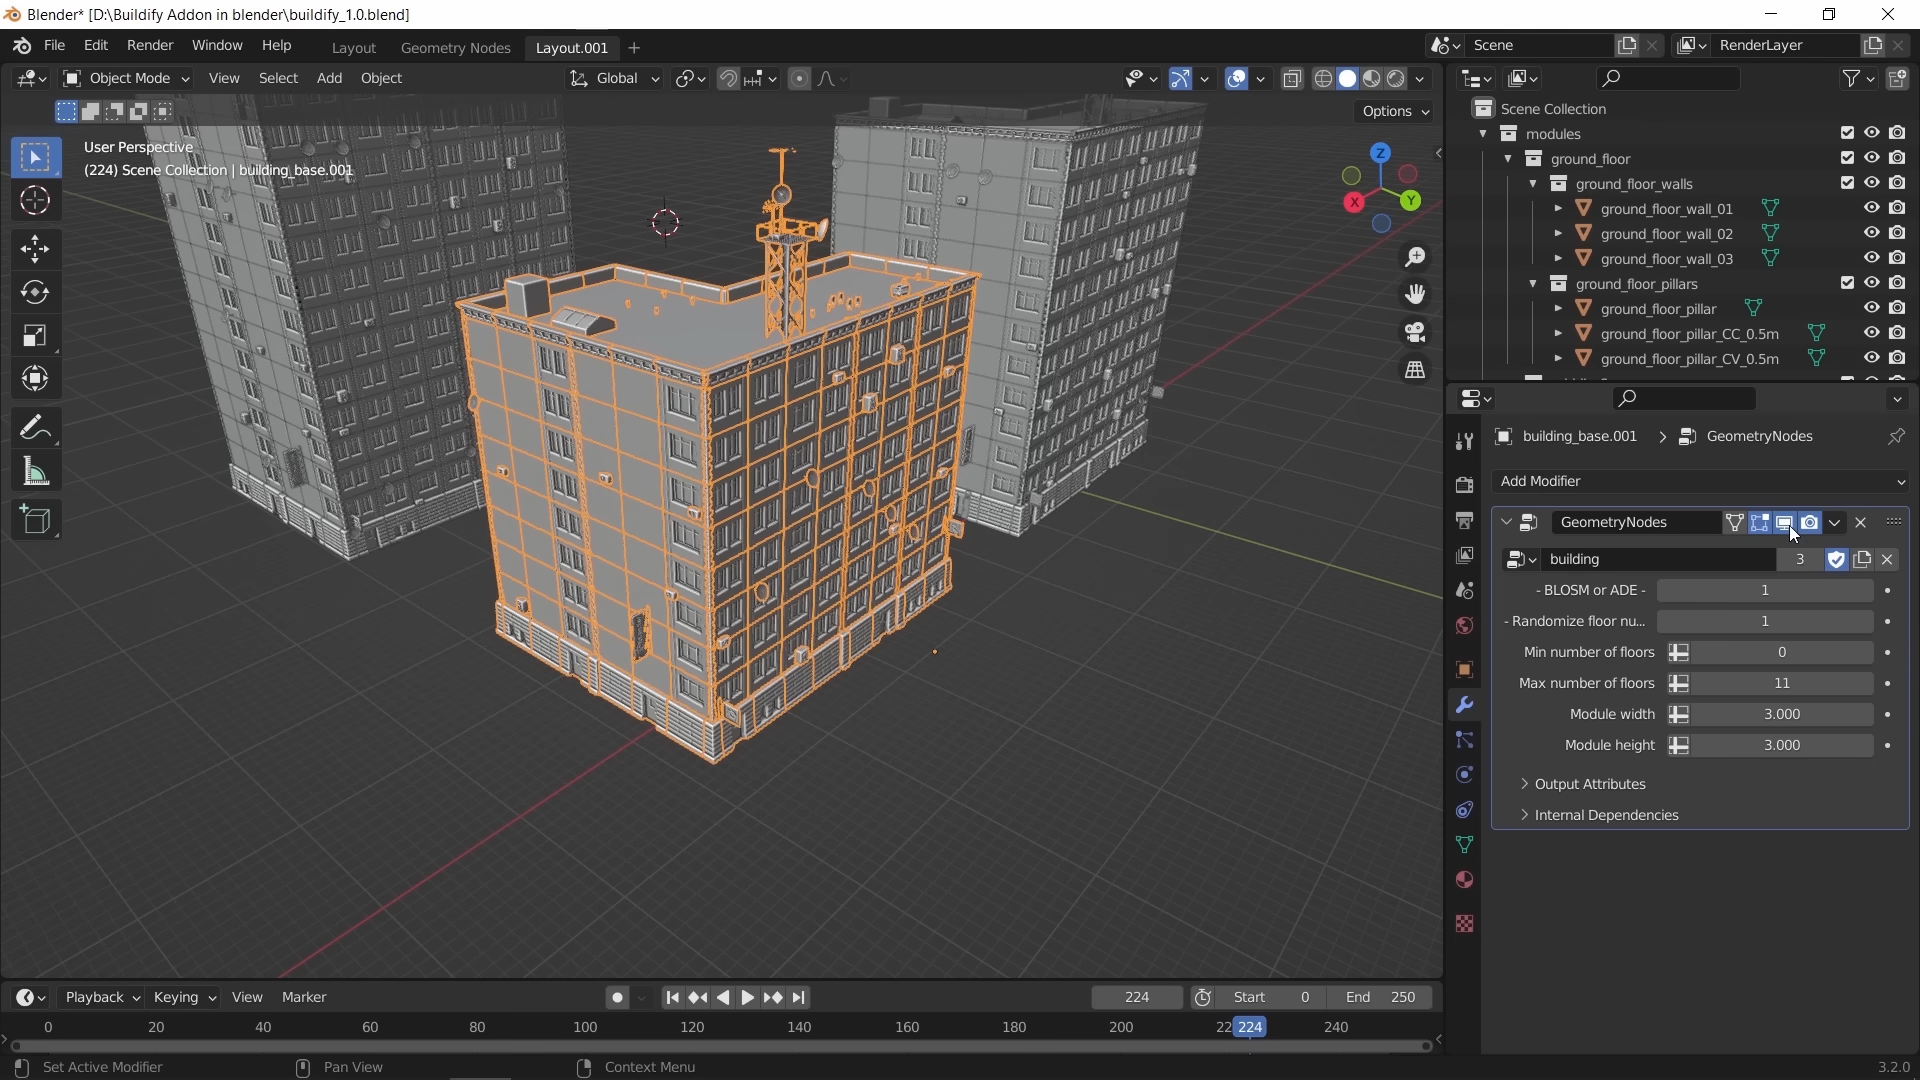 Blender* [D:\Buildify Addon in blender\buildify_1.0.blend]
File Edit Render Window Help Layout Geometry Nodes Layout.001 + Scene RenderLayer
Object Mode View Select Add Object Global
Options
User Perspective
(224) Scene Collection | building_base.001
Z
Y
X
Scene Collection
modules
ground_floor
ground_floor_walls
ground_floor_wall_01
ground_floor_wall_02
ground_floor_wall_03
ground_floor_pillars
ground_floor_pillar
ground_floor_pillar_CC_0.5m
ground_floor_pillar_CV_0.5m
building_base.001 > GeometryNodes
Add Modifier
GeometryNodes
building 3
- BLOSM or ADE - 1
- Randomize floor nu... 1
Min number of floors 0
Max number of floors 11
Module width 3.000
Module height 3.000
Output Attributes
Internal Dependencies
Playback Keying View Marker 224 Start 0 End 250
0 20 40 60 80 100 120 140 160 180 200 22 224 240
Set Active Modifier Pan View Context Menu 3.2.0